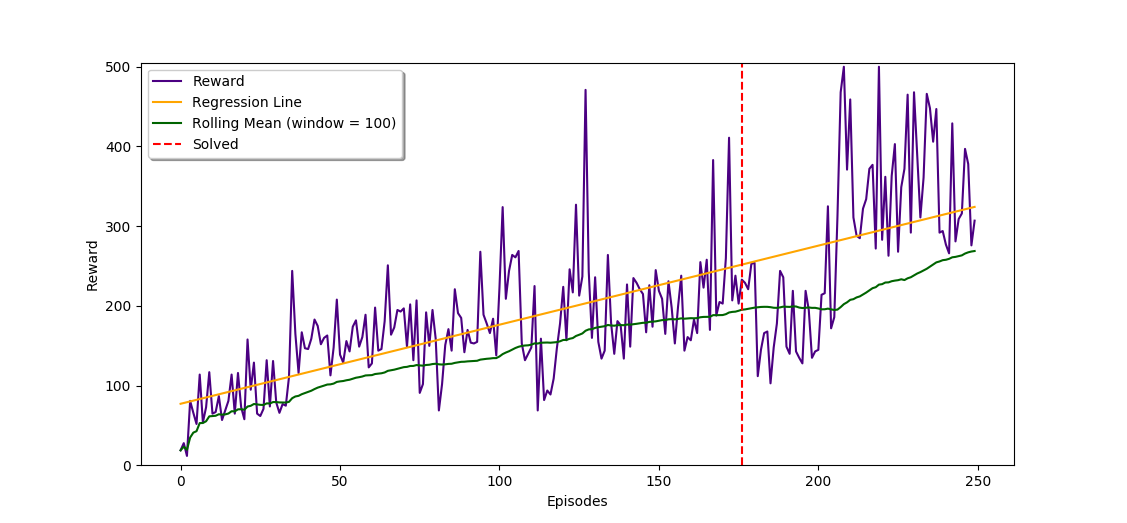 500
400
300
200
100
0
Reward
Reward
Regression Line
Rolling Mean (window = 100)
Solved
0 50 100 150 200 250
Episodes